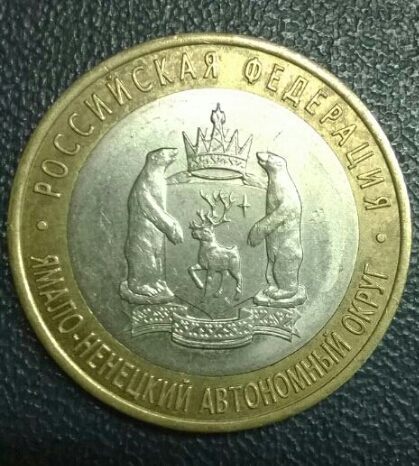 • РОССИЙСКАЯ ФЕДЕРАЦИЯ •
ЯМАЛО-НЕНЕЦКИЙ АВТОНОМНЫЙ ОКРУГ